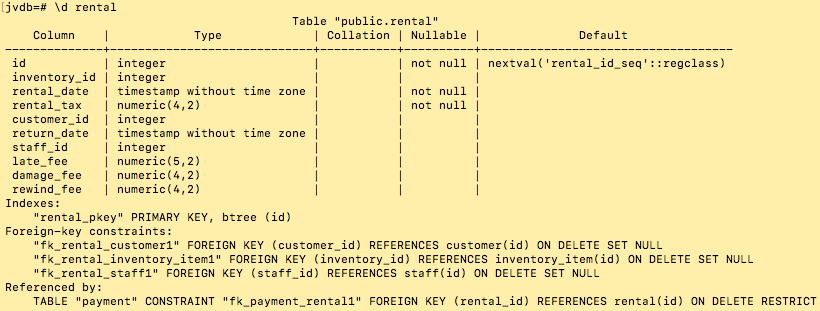 jvdb=# \d rental
Table "public.rental"
Column | Type | Collation | Nullable | Default
---------------+-----------------------------+-----------+----------+------------------------------------
id | integer | | not null | nextval('rental_id_seq'::regclass)
inventory_id | integer | | |
rental_date | timestamp without time zone | | not null |
rental_tax | numeric(4,2) | | not null |
customer_id | integer | | |
return_date | timestamp without time zone | | |
staff_id | integer | | |
late_fee | numeric(5,2) | | |
damage_fee | numeric(4,2) | | |
rewind_fee | numeric(4,2) | | |
Indexes:
"rental_pkey" PRIMARY KEY, btree (id)
Foreign-key constraints:
"fk_rental_customer1" FOREIGN KEY (customer_id) REFERENCES customer(id) ON DELETE SET NULL
"fk_rental_inventory_item1" FOREIGN KEY (inventory_id) REFERENCES inventory_item(id) ON DELETE SET NULL
"fk_rental_staff1" FOREIGN KEY (staff_id) REFERENCES staff(id) ON DELETE SET NULL
Referenced by:
TABLE "payment" CONSTRAINT "fk_payment_rental1" FOREIGN KEY (rental_id) REFERENCES rental(id) ON DELETE RESTRICT